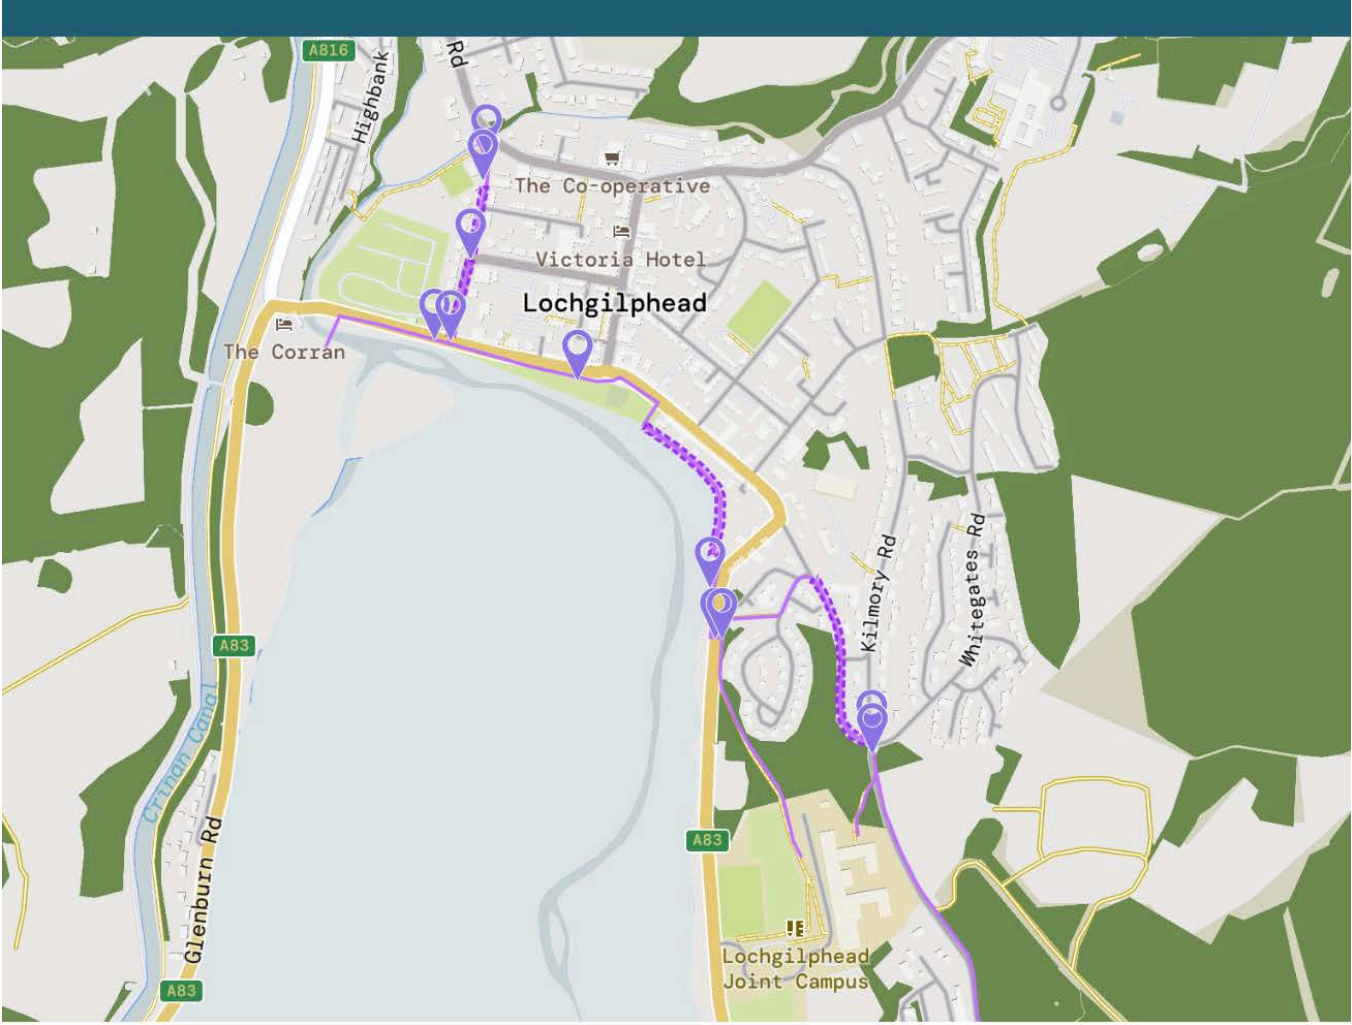 A816
Highbank
Rd
The Co-operative
Victoria Hotel
Lochgilphead
The Corran
Kilmory Rd
Whitegates Rd
A83
Crinan Canal
Glenburn Rd
A83
Lochgilphead
Joint Campus
A83